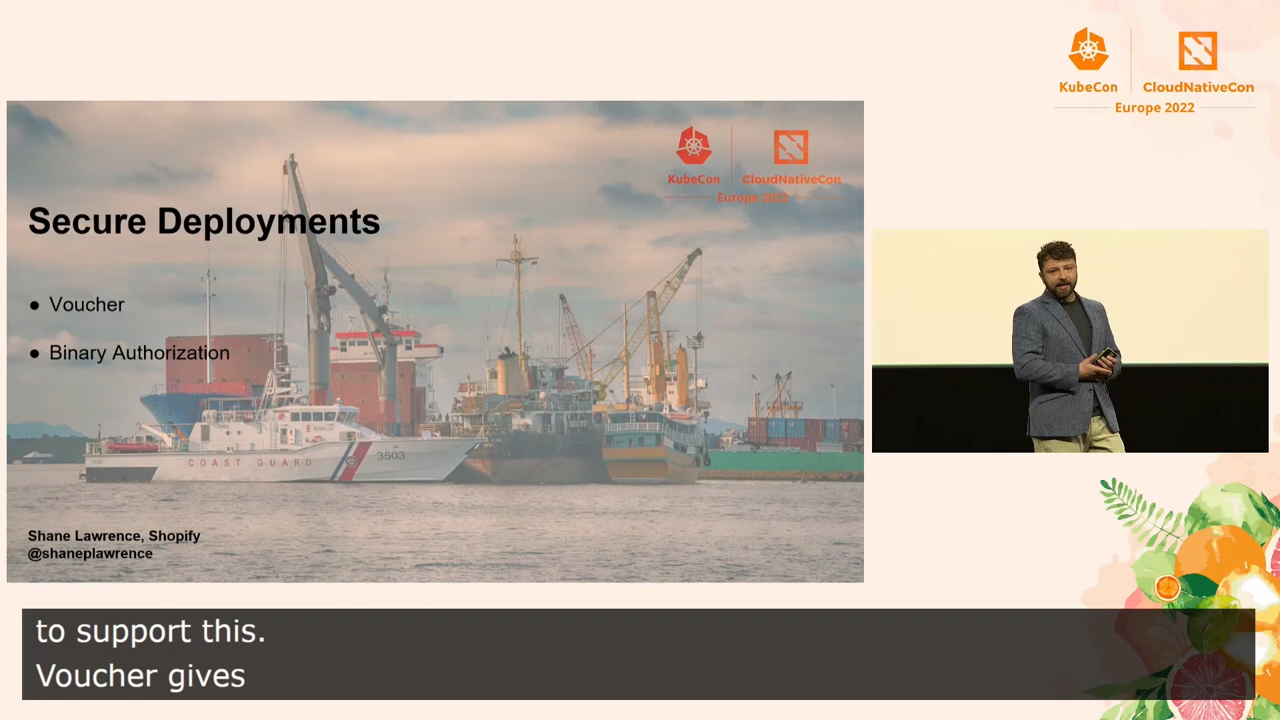 KubeCon
CloudNativeCon
Europe 2022
KubeCon
CloudNativeCon
Europe 2022
Secure Deployments
● Voucher
● Binary Authorization
COAST GUARD
3503
Shane Lawrence, Shopify
@shaneplawrence
to support this.
Voucher gives